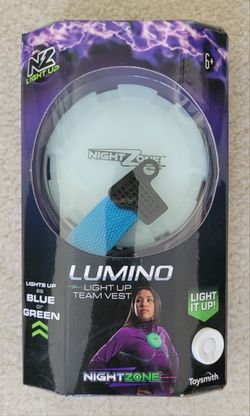 NZ
LIGHT UP
6+
NIGHTZONE
LUMINO
LIGHT UP
TEAM VEST
LIGHTS UP
as
BLUE
or
GREEN
LIGHT
IT UP!
NIGHTZONE
Toysmith